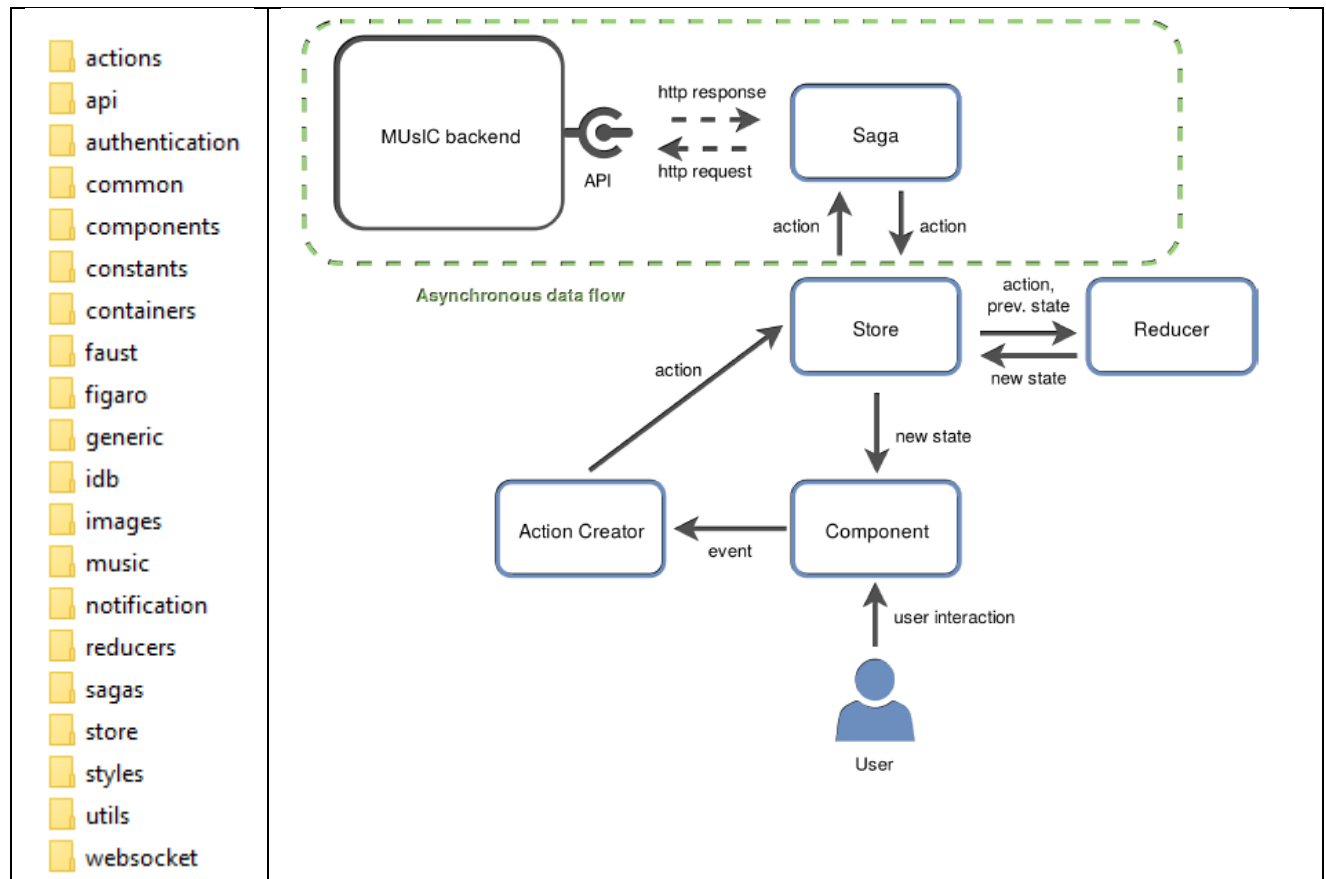 actions
api
authentication
common
components
constants
containers
faust
figaro
generic
idb
images
music
notification
reducers
sagas
store
styles
utils
websocket
MUsIC backend
API
http response
http request
Saga
action
action
Asynchronous data flow
Store
action,
prev. state
new state
Reducer
action
new state
Action Creator
event
Component
user interaction
User